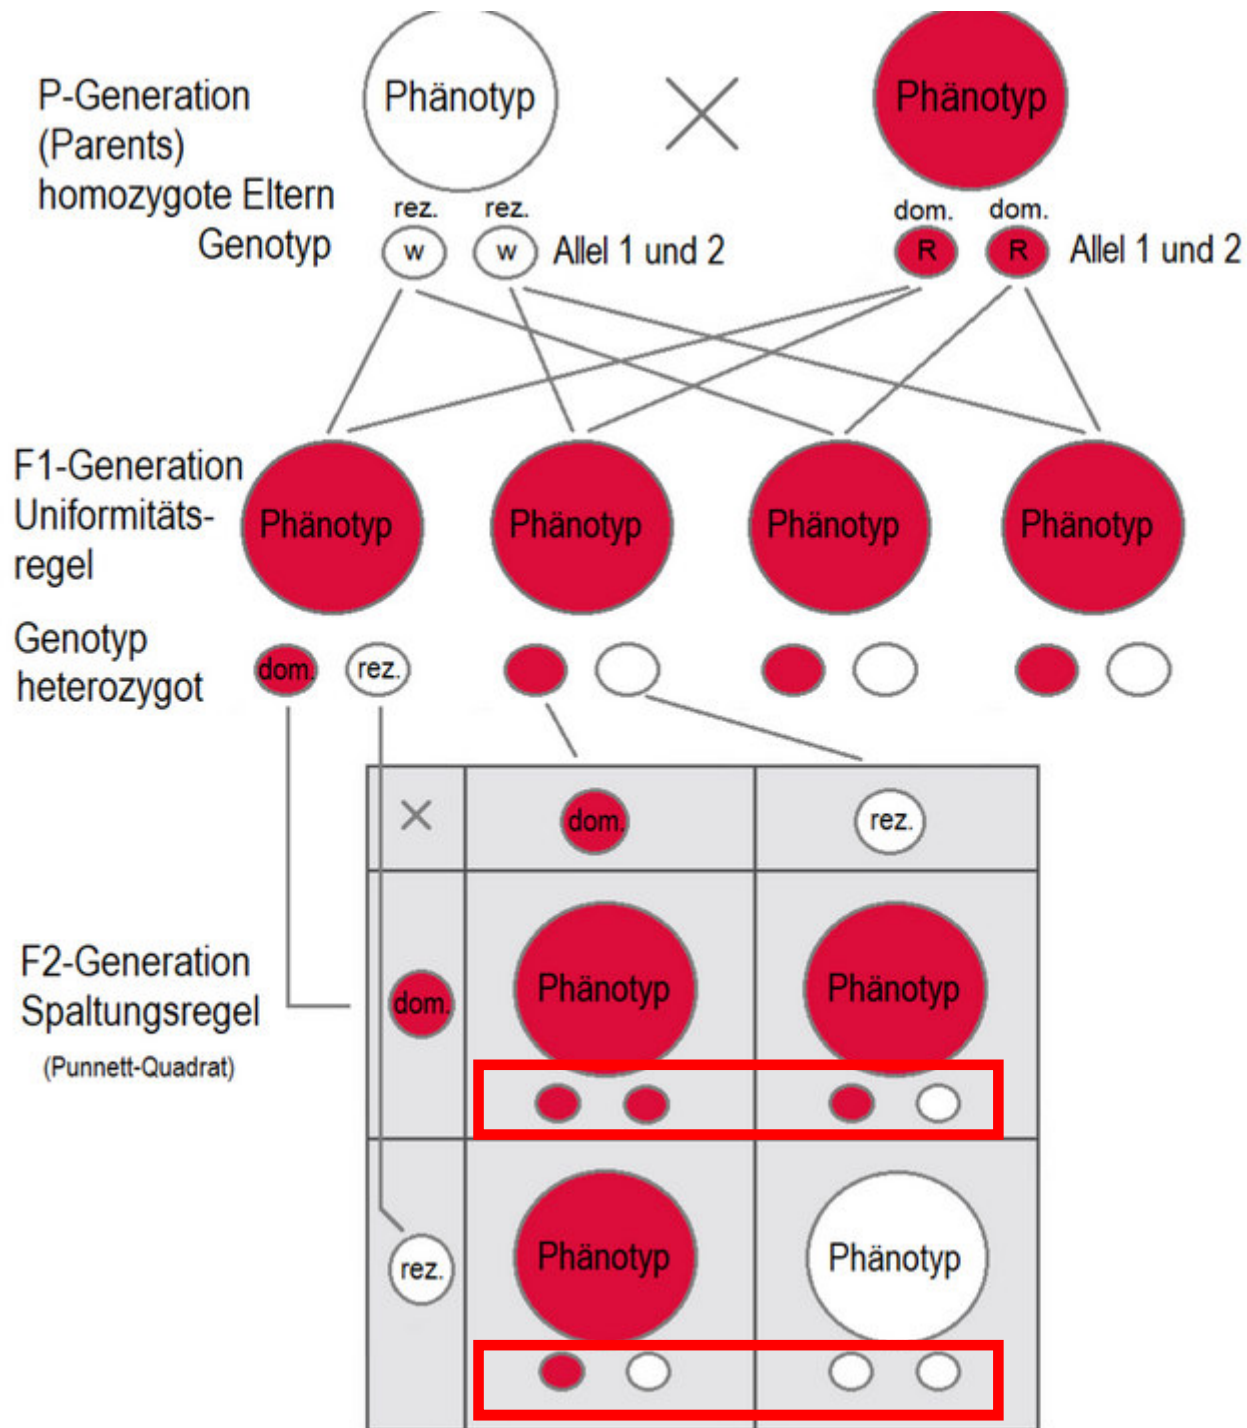 Phänotyp
Phänotyp
P-Generation
(Parents)
homozygote Eltern
Genotyp
rez. rez.
w w Allel 1 und 2
dom. dom.
R R Allel 1 und 2
F1-Generation
Uniformitäts-
regel
Phänotyp Phänotyp Phänotyp Phänotyp
Genotyp
heterozygot
dom. rez.
dom. rez.
F2-Generation
Spaltungsregel
(Punnett-Quadrat)
dom. Phänotyp Phänotyp
rez. Phänotyp Phänotyp